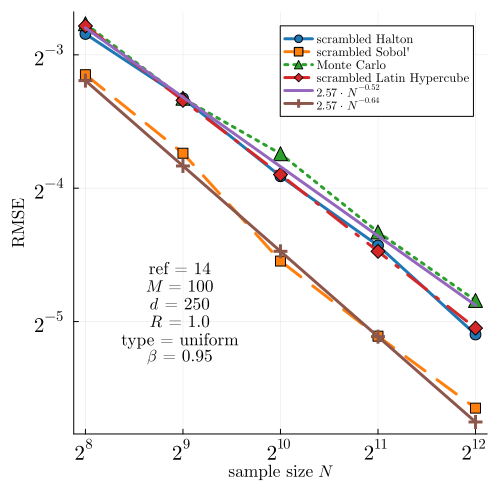 2^-3
2^-4
2^-5
RMSE
scrambled Halton
scrambled Sobol'
Monte Carlo
scrambled Latin Hypercube
2.57 · N^-0.52
2.57 · N^-0.64
ref = 14
M = 100
d = 250
R = 1.0
type = uniform
β = 0.95
2^8 2^9 2^10 2^11 2^12
sample size N